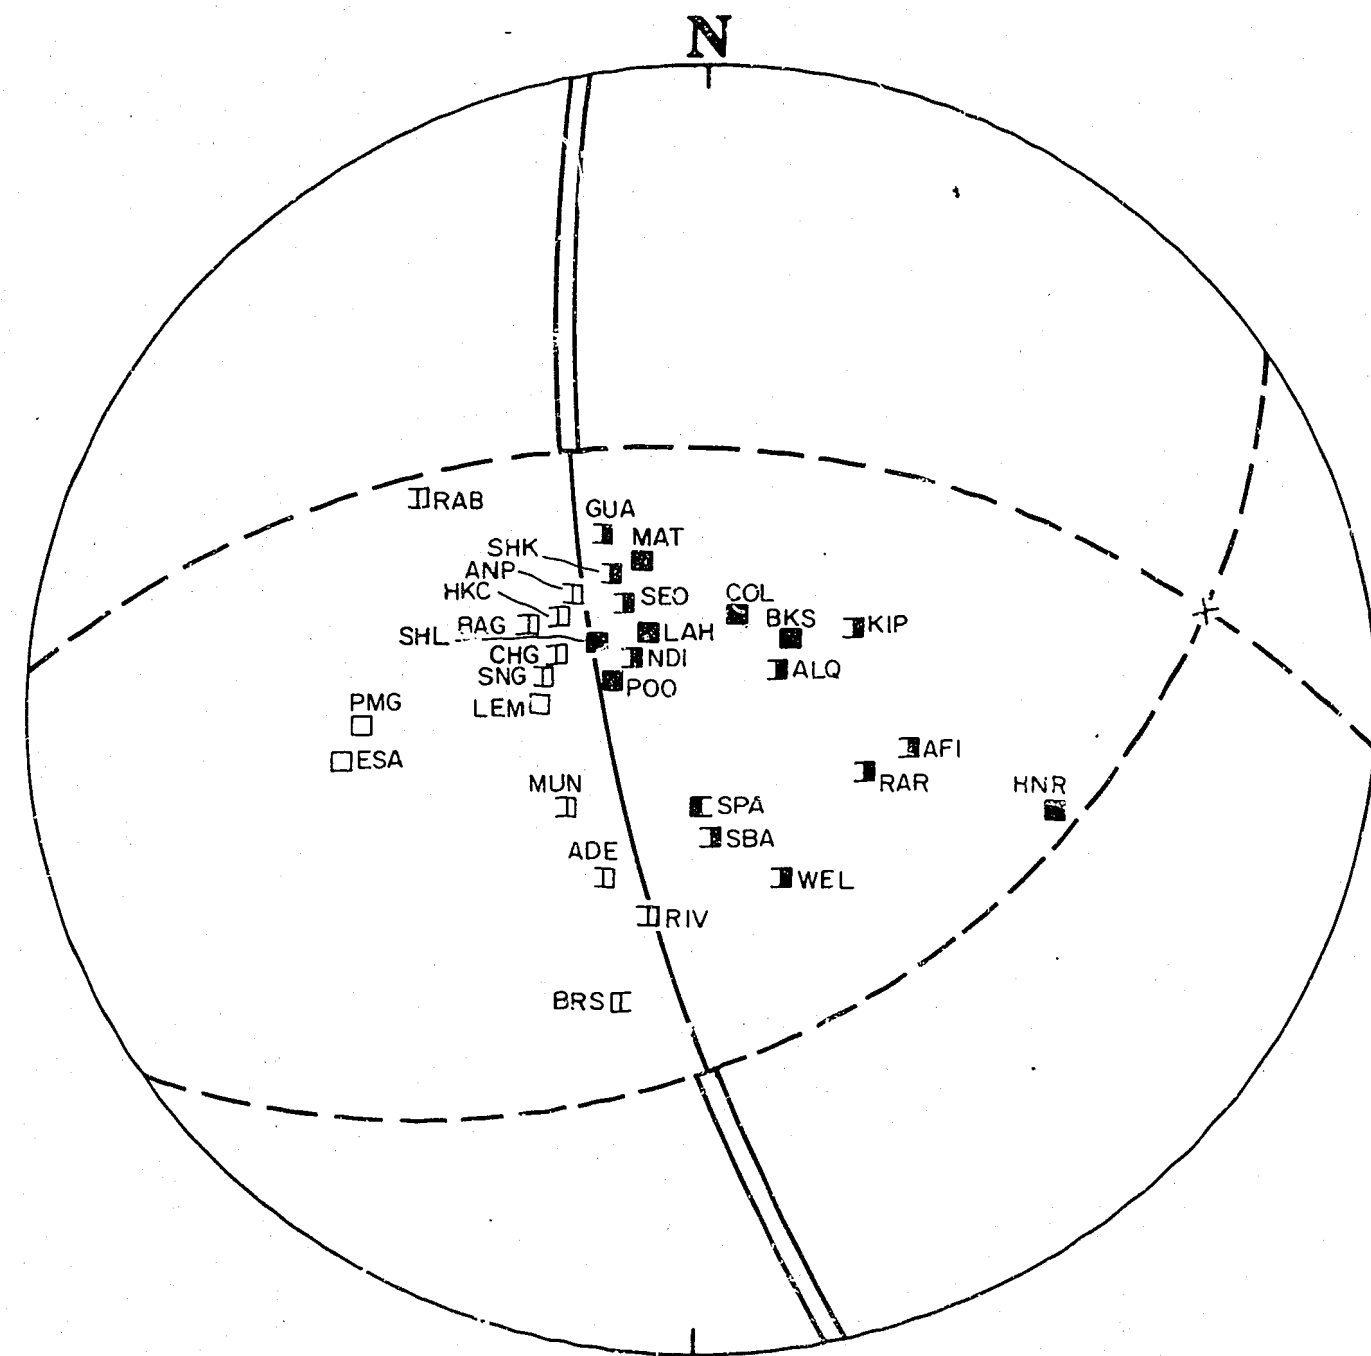 N
RAB
GUA
MAT
SHK
ANP
HKC
SEO
COL
BAG
BKS
KIP
SHL
LAH
CHG
NDI
ALQ
SNG
POO
LEM
PMG
ESA
AFI
RAR
HNR
MUN
SPA
SBA
ADE
WEL
RIV
BRS